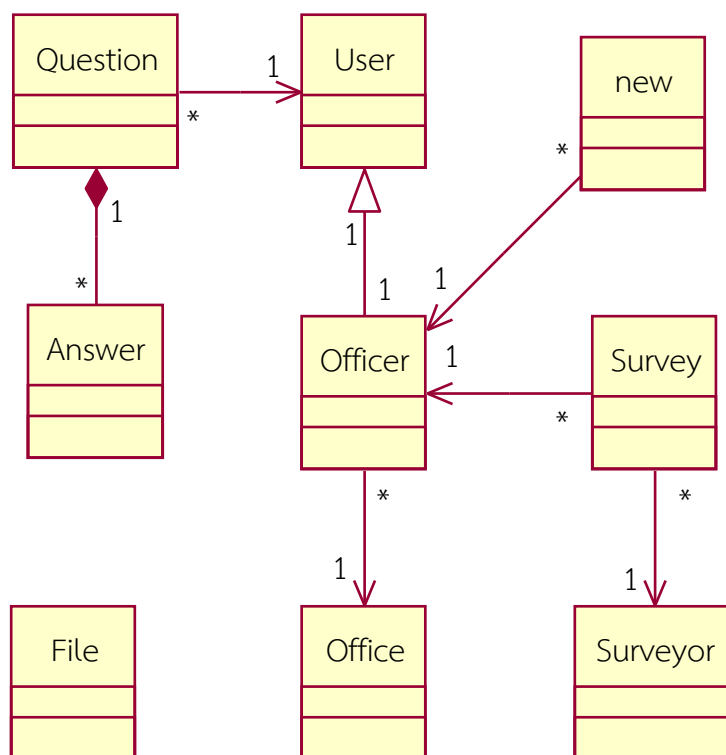 Question
User
new
1
*
*
1
1
*
1
1
Answer
Officer
Survey
1
*
*
*
1
1
File
Office
Surveyor